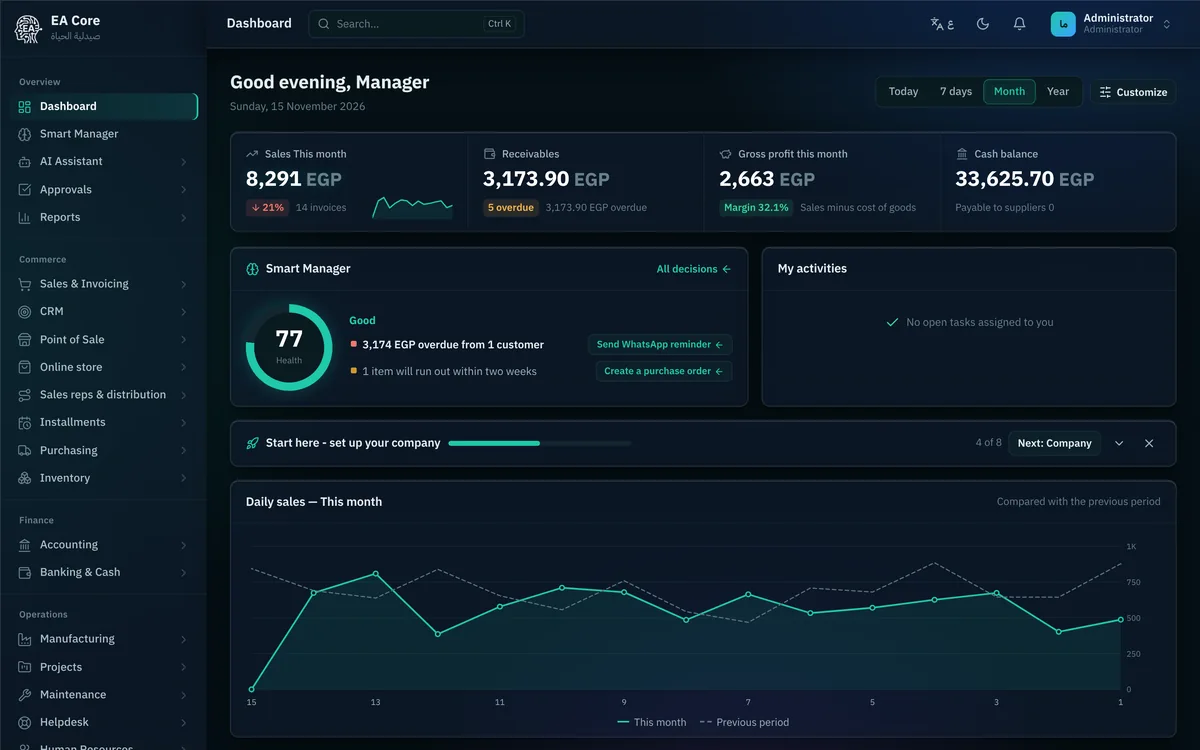 EA Core
صيدلية الحياة
Dashboard
Search...
Ctrl K
ع
ما
Administrator
Administrator
Overview
Dashboard
Smart Manager
AI Assistant
Approvals
Reports
Commerce
Sales & Invoicing
CRM
Point of Sale
Online store
Sales reps & distribution
Installments
Purchasing
Inventory
Finance
Accounting
Banking & Cash
Operations
Manufacturing
Projects
Maintenance
Helpdesk
Human Resources
Good evening, Manager
Sunday, 15 November 2026
Today 7 days Month Year
Customize
Sales This month
8,291 EGP
↓ 21% 14 invoices
Receivables
3,173.90 EGP
5 overdue 3,173.90 EGP overdue
Gross profit this month
2,663 EGP
Margin 32.1% Sales minus cost of goods
Cash balance
33,625.70 EGP
Payable to suppliers 0
Smart Manager
All decisions ←
77
Health
Good
3,174 EGP overdue from 1 customer
Send WhatsApp reminder ←
1 item will run out within two weeks
Create a purchase order ←
My activities
No open tasks assigned to you
Start here - set up your company
4 of 8
Next: Company
Daily sales — This month
Compared with the previous period
1K
750
500
250
0
15 13 11 9 7 5 3 1
This month
Previous period